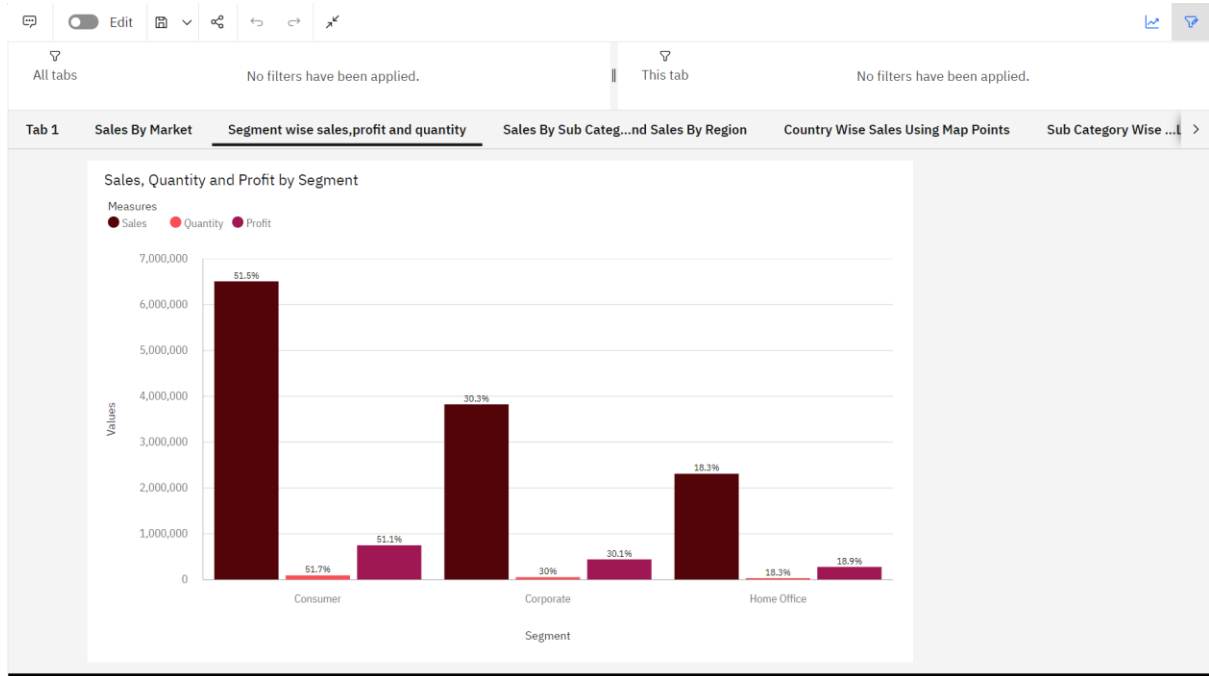 Edit
All tabs
No filters have been applied.
This tab
No filters have been applied.
Tab 1 Sales By Market Segment wise sales,profit and quantity Sales By Sub Categ...nd Sales By Region Country Wise Sales Using Map Points Sub Category Wise ...L
Sales, Quantity and Profit by Segment
Measures
Sales Quantity Profit
7,000,000
6,000,000
5,000,000
4,000,000
3,000,000
2,000,000
1,000,000
0
Values
51.5%
51.7%
51.1%
30.3%
30%
30.1%
18.3%
18.3%
18.9%
Consumer Corporate Home Office
Segment